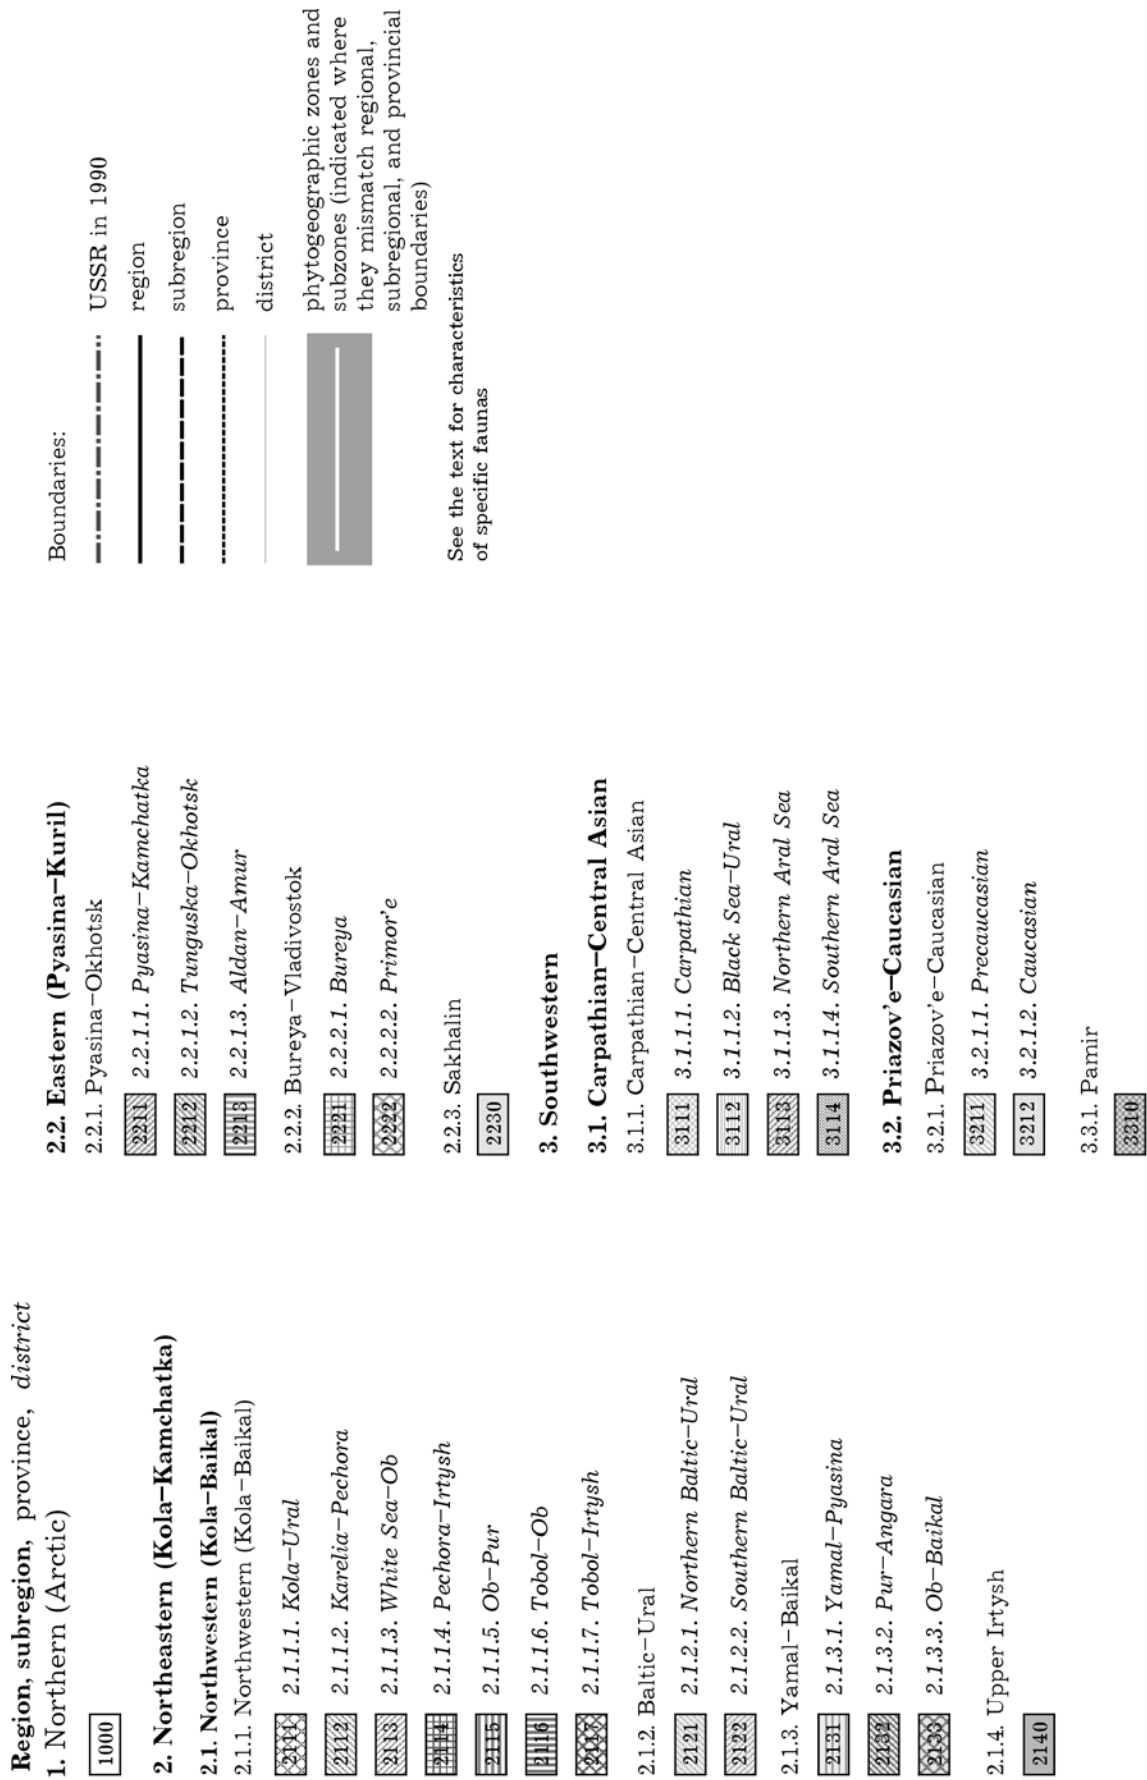 Region, subregion, province, district
1. Northern (Arctic)
1000
2. Northeastern (Kola−Kamchatka)
2.1. Northwestern (Kola−Baikal)
2.1.1. Northwestern (Kola−Baikal)
2111 2.1.1.1. Kola−Ural
2112 2.1.1.2. Karelia−Pechora
2113 2.1.1.3. White Sea−Ob
2114 2.1.1.4. Pechora−Irtysh
2115 2.1.1.5. Ob−Pur
2116 2.1.1.6. Tobol−Ob
2117 2.1.1.7. Tobol−Irtysh
2.1.2. Baltic−Ural
2121 2.1.2.1. Northern Baltic−Ural
2122 2.1.2.2. Southern Baltic−Ural
2.1.3. Yamal−Baikal
2131 2.1.3.1. Yamal−Pyasina
2132 2.1.3.2. Pur−Angara
2133 2.1.3.3. Ob−Baikal
2.1.4. Upper Irtysh
2140
2.2. Eastern (Pyasina−Kuril)
2.2.1. Pyasina−Okhotsk
2211 2.2.1.1. Pyasina−Kamchatka
2212 2.2.1.2. Tunguska−Okhotsk
2213 2.2.1.3. Aldan−Amur
2.2.2. Bureya−Vladivostok
2221 2.2.2.1. Bureya
2222 2.2.2.2. Primor'e
2.2.3. Sakhalin
2230
3. Southwestern
3.1. Carpathian−Central Asian
3.1.1. Carpathian−Central Asian
3111 3.1.1.1. Carpathian
3112 3.1.1.2. Black Sea−Ural
3113 3.1.1.3. Northern Aral Sea
3114 3.1.1.4. Southern Aral Sea
3.2. Priazov'e−Caucasian
3.2.1. Priazov'e−Caucasian
3211 3.2.1.1. Precaucasian
3212 3.2.1.2. Caucasian
3.3.1. Pamir
3310
Boundaries:
USSR in 1990
region
subregion
province
district
phytogeographic zones and
subzones (indicated where
they mismatch regional,
subregional, and provincial
boundaries)
See the text for characteristics
of specific faunas